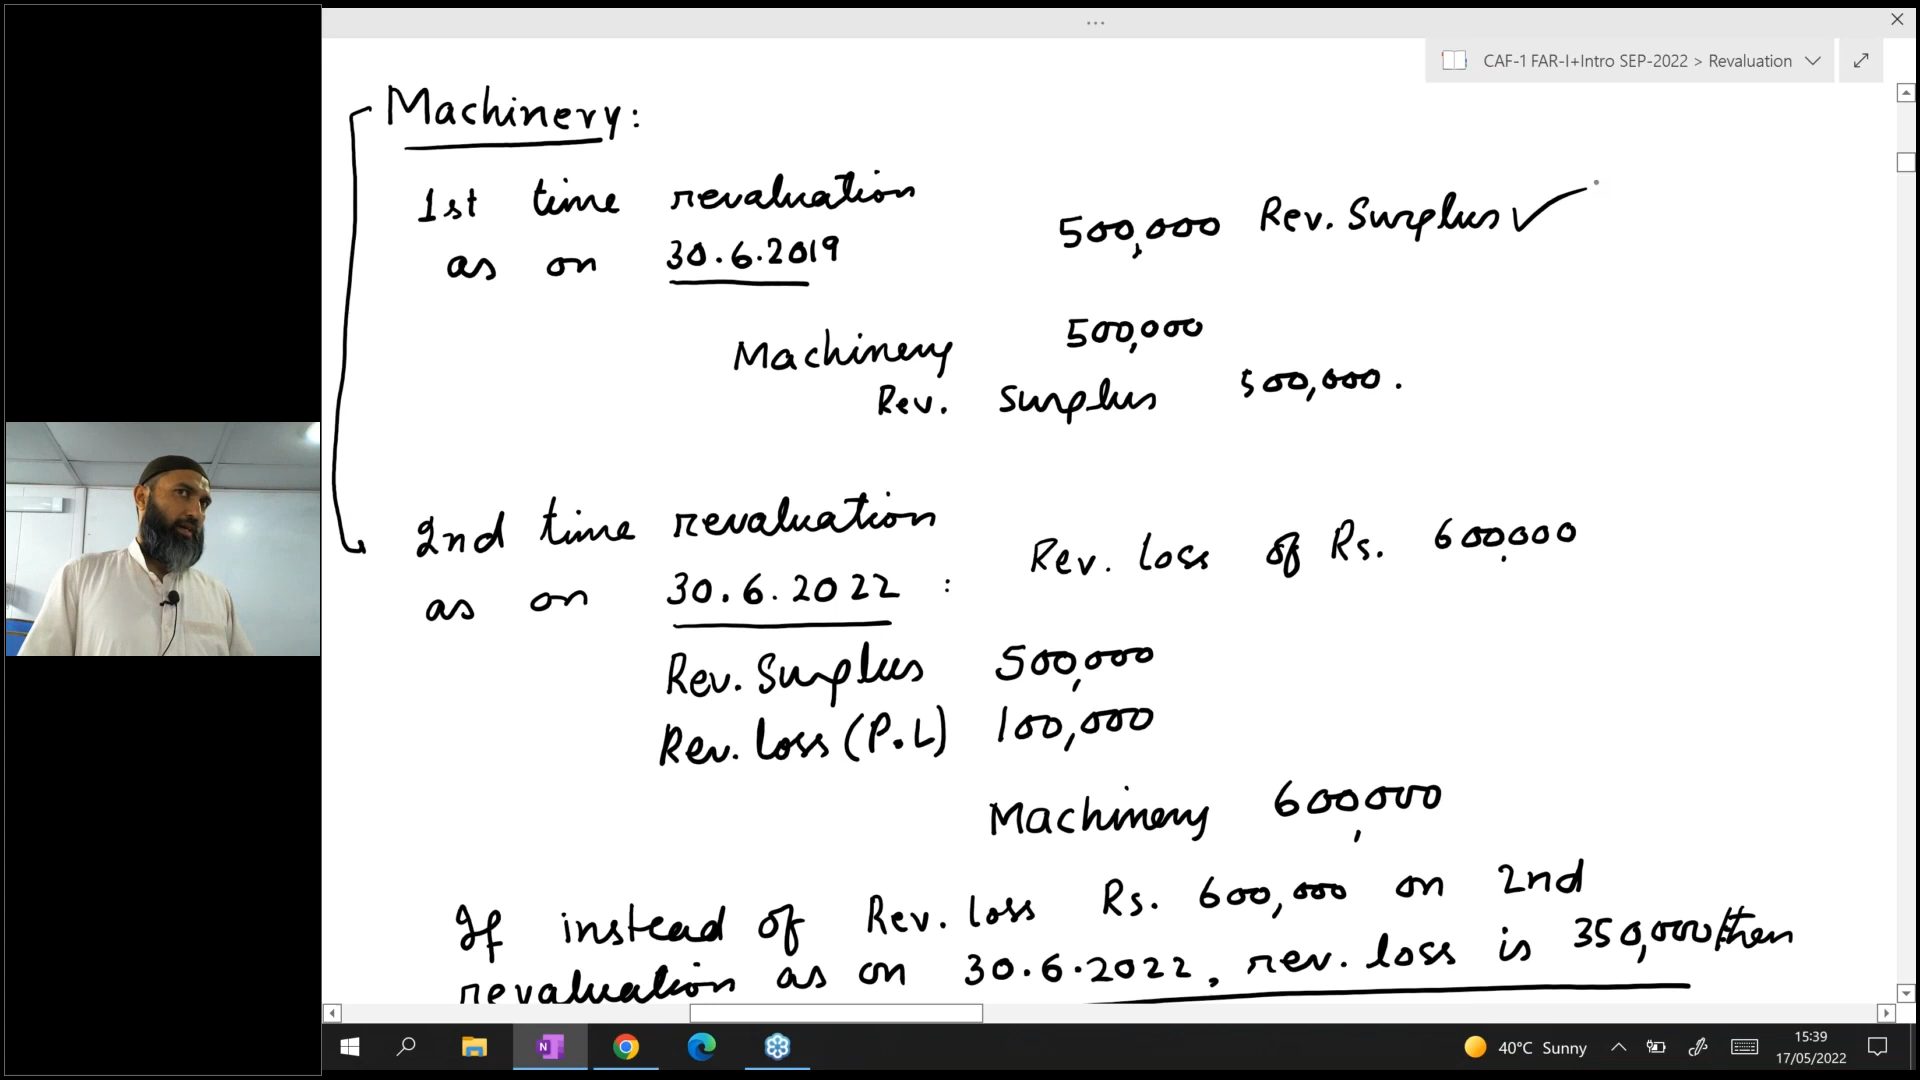 CAF-1 FAR-I+Intro SEP-2022 > Revaluation
Machinery:
1st time revaluation
as on 30.6.2019
500,000 Rev. Surplus ✓
Machinery 500,000
Rev. Surplus 500,000.
2nd time revaluation
as on 30.6.2022 :
Rev. loss of Rs. 600,000
Rev. Surplus 500,000
Rev. loss (P.L) 100,000
Machinery 600,000
If instead of Rev. loss Rs. 600,000 on 2nd
revaluation as on 30.6.2022, rev. loss is 350,000/then
40°C Sunny
15:39
17/05/2022